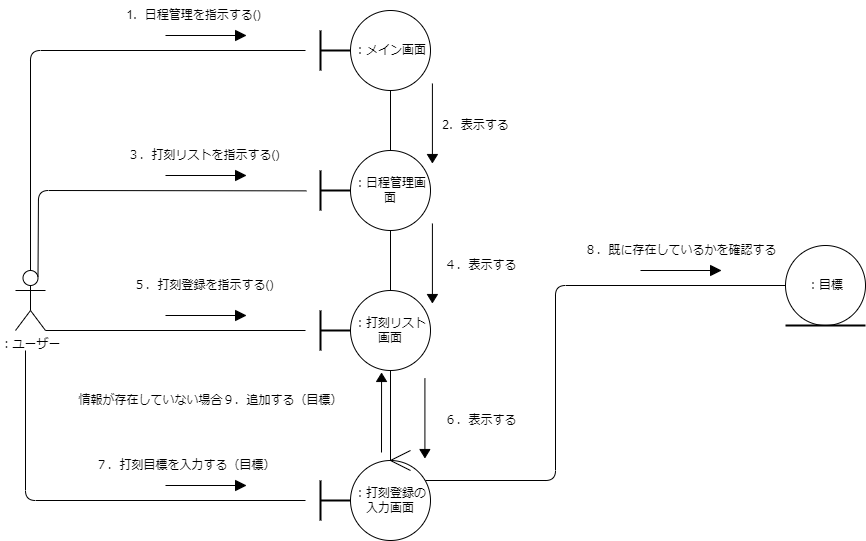 1. 日程管理を指示する()
：メイン画面
2. 表示する
3. 打刻リストを指示する()
：日程管理画
面
4. 表示する
8. 既に存在しているかを確認する
：目標
5. 打刻登録を指示する()
：打刻リスト
画面
：ユーザー
情報が存在していない場合９. 追加する（目標）
6. 表示する
7. 打刻目標を入力する（目標）
：打刻登録の
入力画面